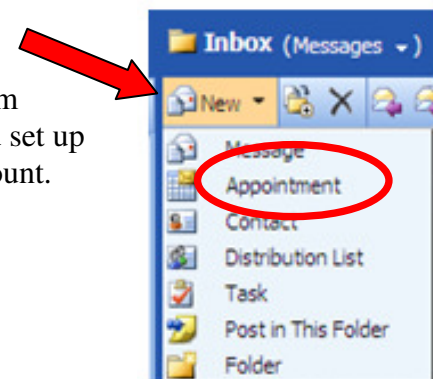 m
set up
ount.
Inbox (Messages)
New
Message
Appointment
Contact
Distribution List
Task
Post in This Folder
Folder